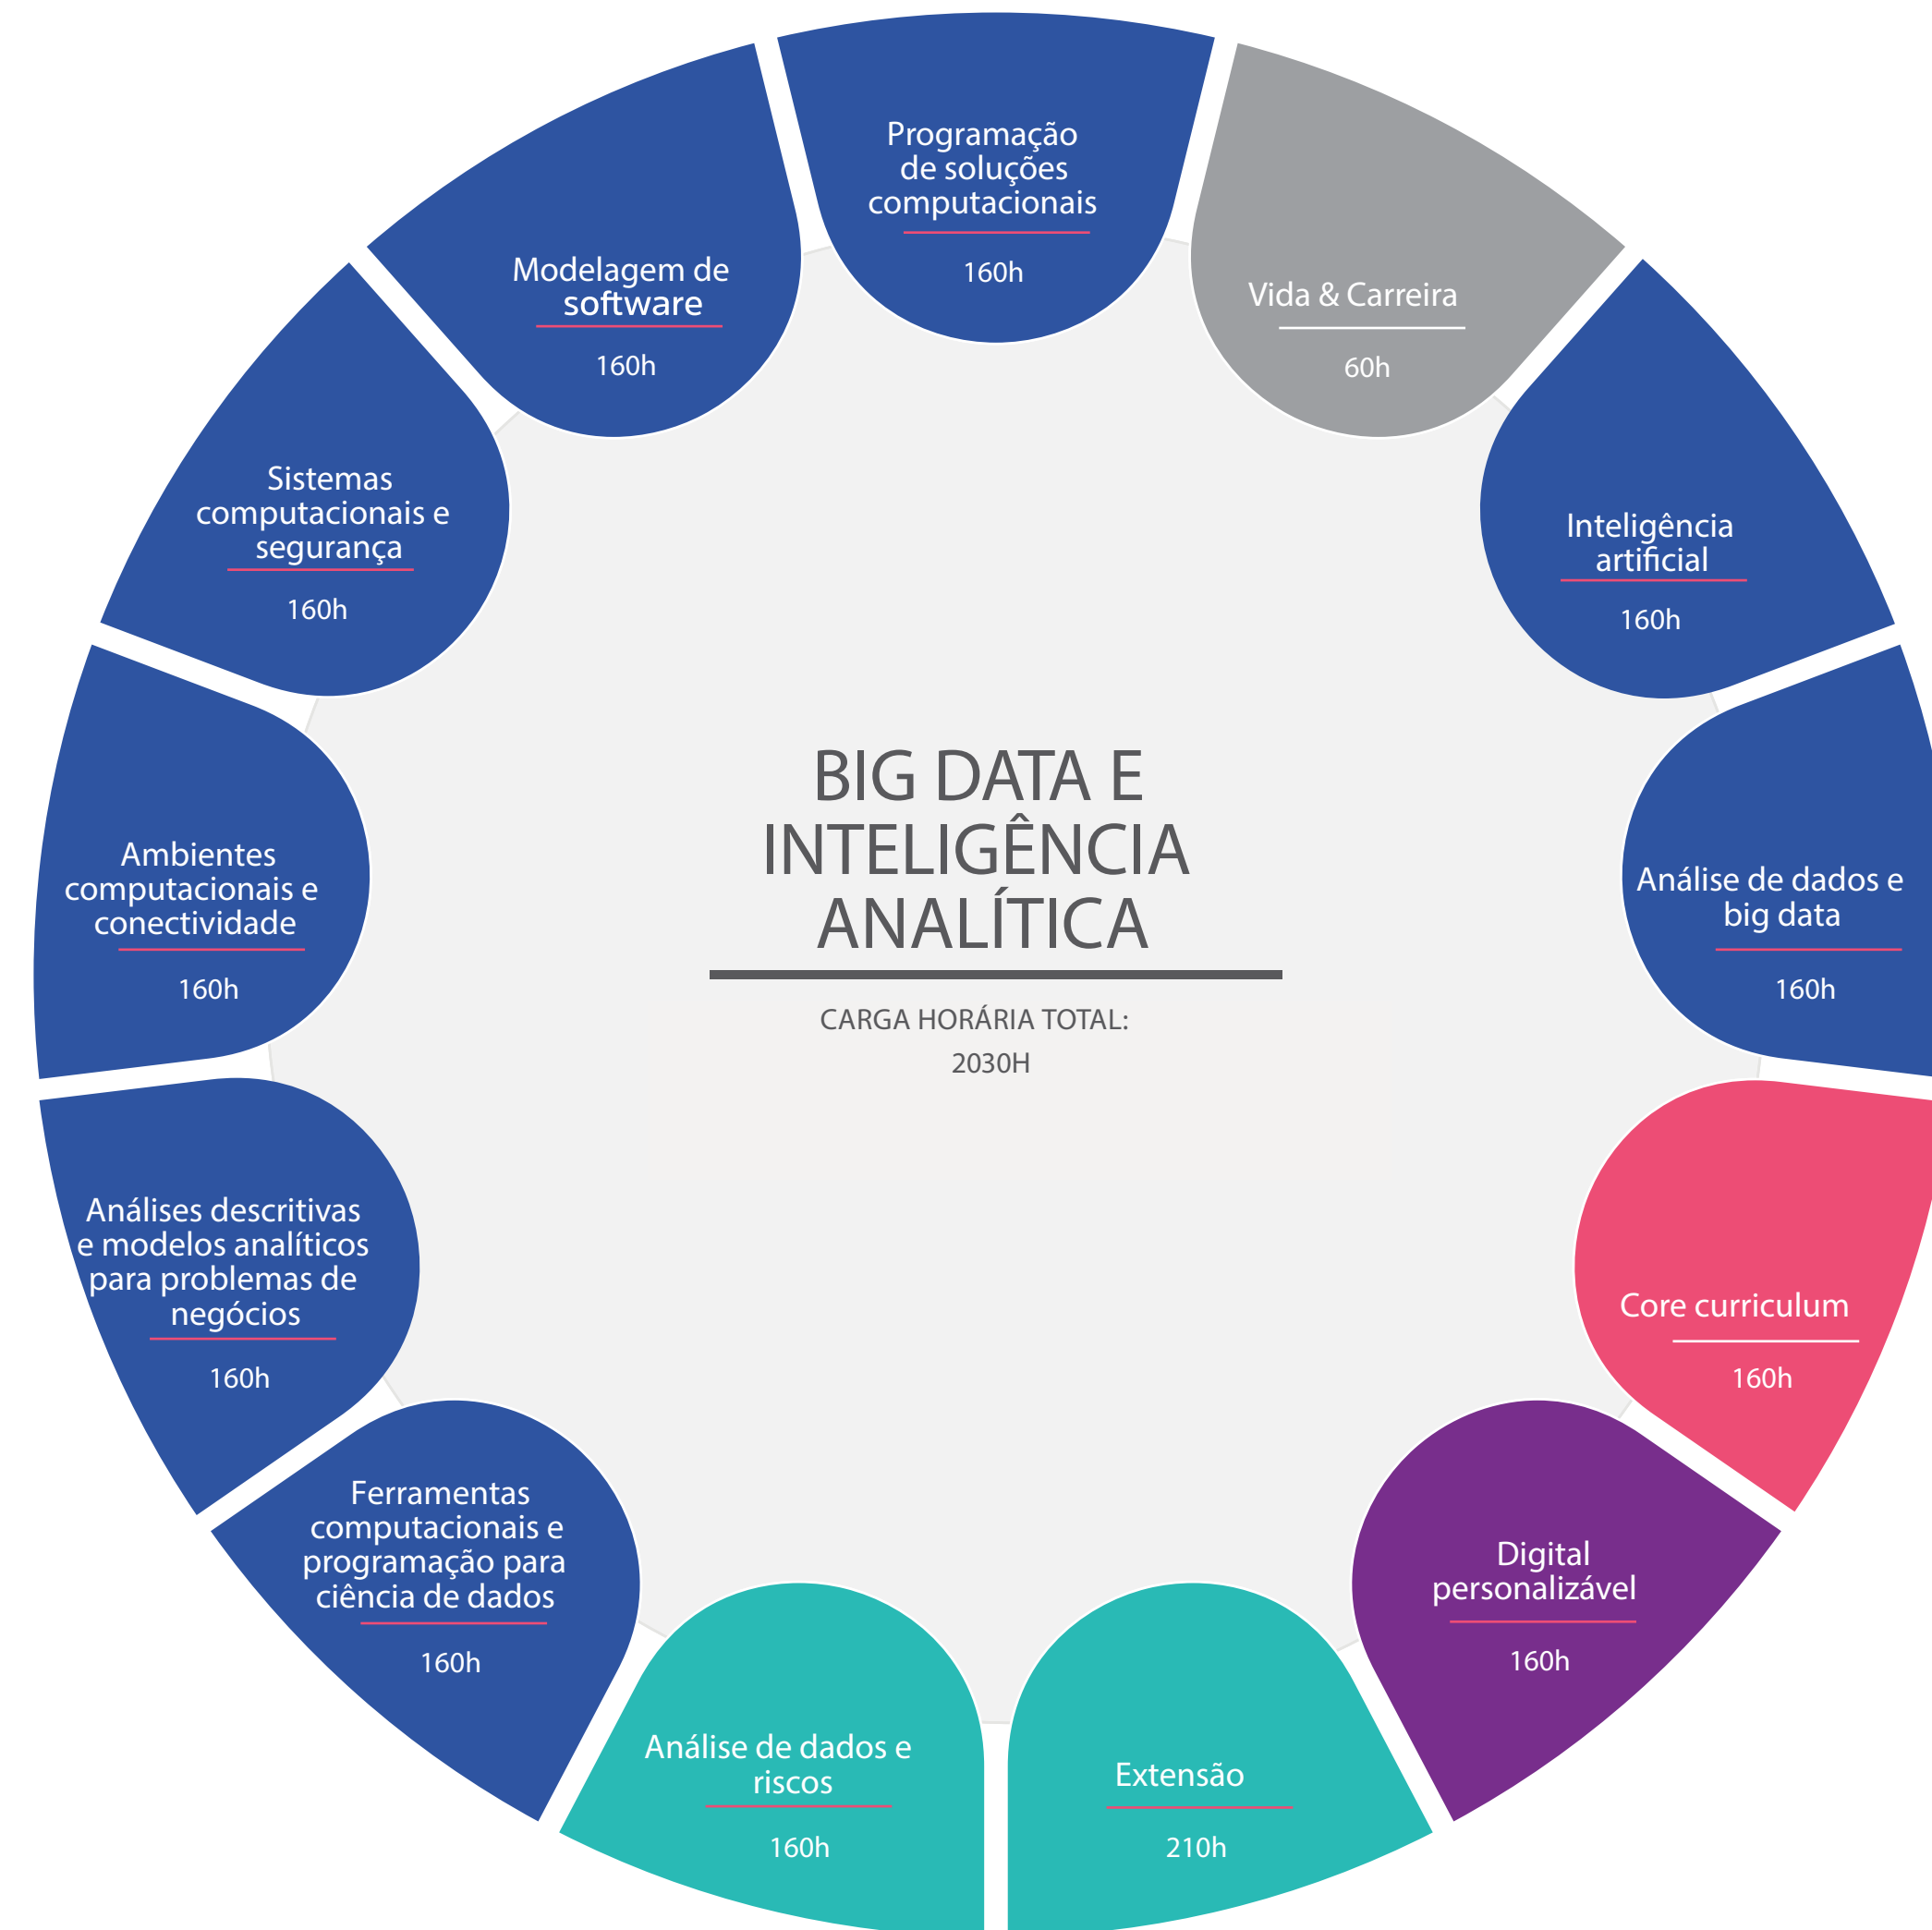 Programação
de soluções
computacionais
160h
Vida & Carreira
60h
Inteligência
artificial
160h
Análise de dados e
big data
160h
Core curriculum
160h
Digital
personalizável
160h
Extensão
210h
Análise de dados e
riscos
160h
Ferramentas
computacionais e
programação para
ciência de dados
160h
Análises descritivas
e modelos analíticos
para problemas de
negócios
160h
Ambientes
computacionais e
conectividade
160h
Sistemas
computacionais e
segurança
160h
Modelagem de
software
160h
BIG DATA E
INTELIGÊNCIA
ANALÍTICA
CARGA HORÁRIA TOTAL:
2030H